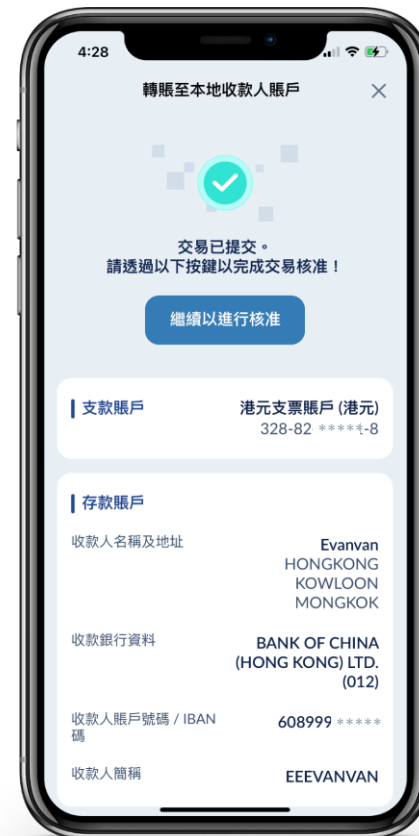 4:28
轉賬至本地收款人賬戶
交易已提交。
請透過以下按鍵以完成交易核准！
繼續以進行核准
支款賬戶
港元支票賬戶 (港元)
328-82 *****-8
存款賬戶
收款人名稱及地址
Evanvan
HONGKONG
KOWLOON
MONGKOK
收款銀行資料
BANK OF CHINA
(HONG KONG) LTD.
(012)
收款人賬戶號碼 / IBAN
碼
608999 *****
收款人簡稱
EEEVANVAN